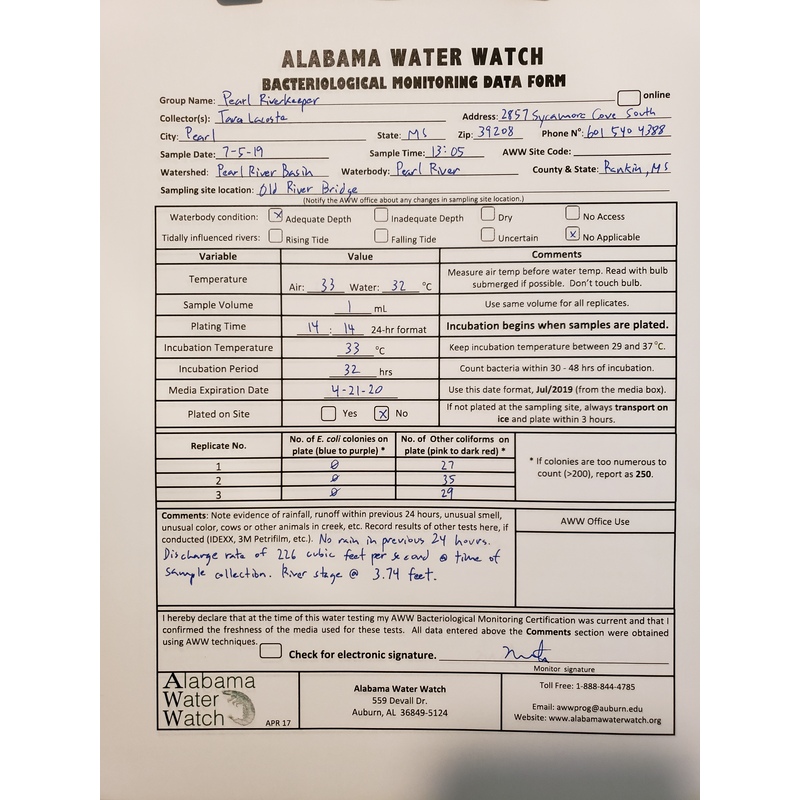 ALABAMA WATER WATCH
BACTERIOLOGICAL MONITORING DATA FORM
Group Name: Pearl Riverkeeper online
Collector(s): Tara Lacoste Address: 2857 Sycamore Cove South
City: Pearl State: MS Zip: 39208 Phone N°: 601 540 4388
Sample Date: 7-5-19 Sample Time: 13:05 AWW Site Code:
Watershed: Pearl River Basin Waterbody: Pearl River County & State: Rankin, MS
Sampling site location: Old River Bridge
(Notify the AWW office about any changes in sampling site location.)
Waterbody condition: X Adequate Depth Inadequate Depth Dry No Access
Tidally influenced rivers: Rising Tide Falling Tide Uncertain X No Applicable
Variable Value Comments
Temperature Air: 33 Water: 32 °C Measure air temp before water temp. Read with bulb
submerged if possible. Don't touch bulb.
Sample Volume 1 mL Use same volume for all replicates.
Plating Time 14 : 14 24-hr format Incubation begins when samples are plated.
Incubation Temperature 33 °C Keep incubation temperature between 29 and 37 °C.
Incubation Period 32 hrs Count bacteria within 30 - 48 hrs of incubation.
Media Expiration Date 4-21-20 Use this date format, Jul/2019 (from the media box).
Plated on Site Yes X No If not plated at the sampling site, always transport on
ice and plate within 3 hours.
Replicate No. No. of E. coli colonies on No. of Other coliforms on
plate (blue to purple) * plate (pink to dark red) *
1 0 27
2 0 35
3 0 29
* If colonies are too numerous to
count (>200), report as 250.
Comments: Note evidence of rainfall, runoff within previous 24 hours, unusual smell,
unusual color, cows or other animals in creek, etc. Record results of other tests here, if
conducted (IDEXX, 3M Petrifilm, etc.). No rain in previous 24 hours.
Discharge rate of 226 cubic feet per second @ time of
sample collection. River stage @ 3.74 feet.
AWW Office Use
I hereby declare that at the time of this water testing my AWW Bacteriological Monitoring Certification was current and that I
confirmed the freshness of the media used for these tests. All data entered above the Comments section were obtained
using AWW techniques.
Check for electronic signature.
Monitor signature
Alabama
Water
Watch
APR 17
Alabama Water Watch
559 Devall Dr.
Auburn, AL 36849-5124
Toll Free: 1-888-844-4785
Email: awwprog@auburn.edu
Website: www.alabamawaterwatch.org